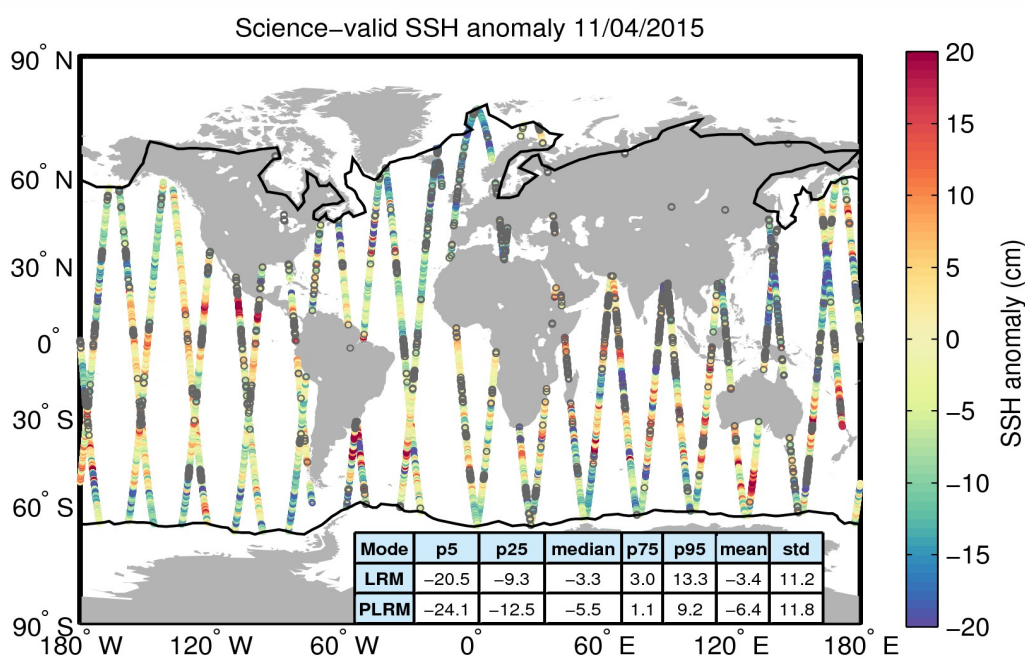 Science−valid SSH anomaly 11/04/2015
90° N
60° N
30° N
0°
30° S
60° S
90° S
180° W
120° W
60° W
0°
60° E
120° E
180° E
Mode p5 p25 median p75 p95 mean std
LRM −20.5 −9.3 −3.3 3.0 13.3 −3.4 11.2
PLRM −24.1 −12.5 −5.5 1.1 9.2 −6.4 11.8
20
15
10
5
0
−5
−10
−15
−20
SSH anomaly (cm)